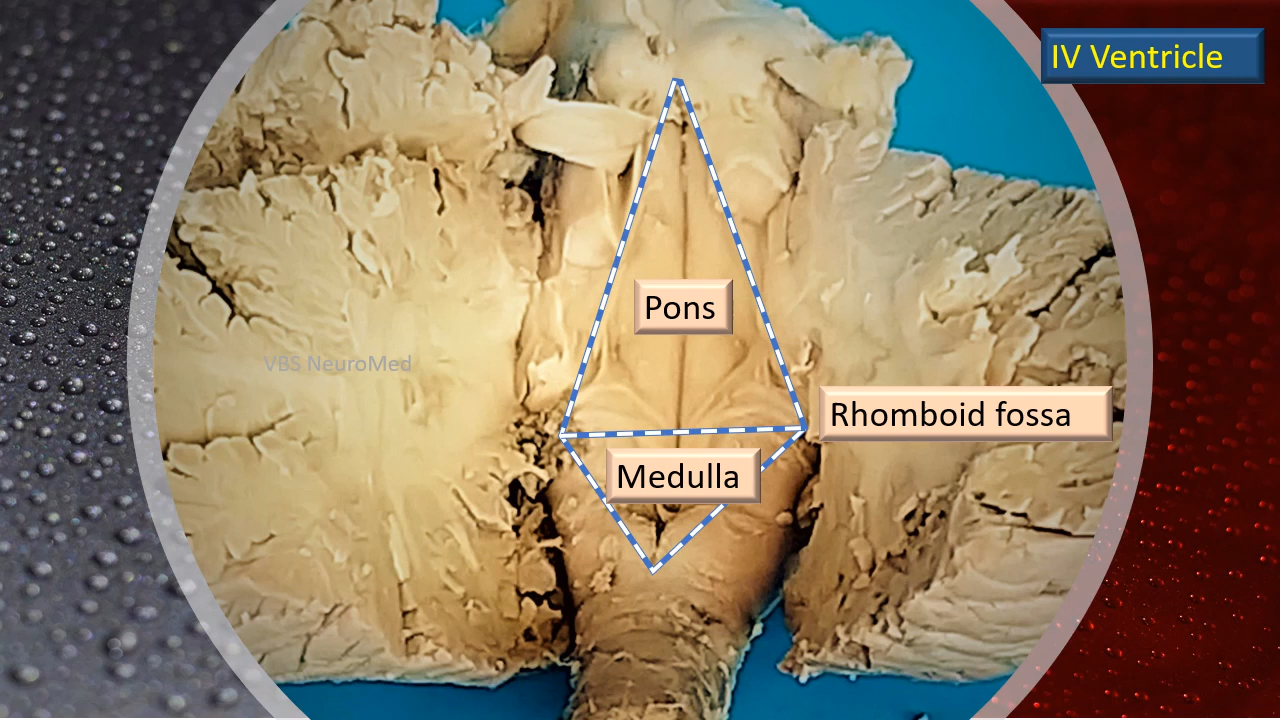 IV Ventricle
Pons
VBS NeuroMed
Rhomboid fossa
Medulla